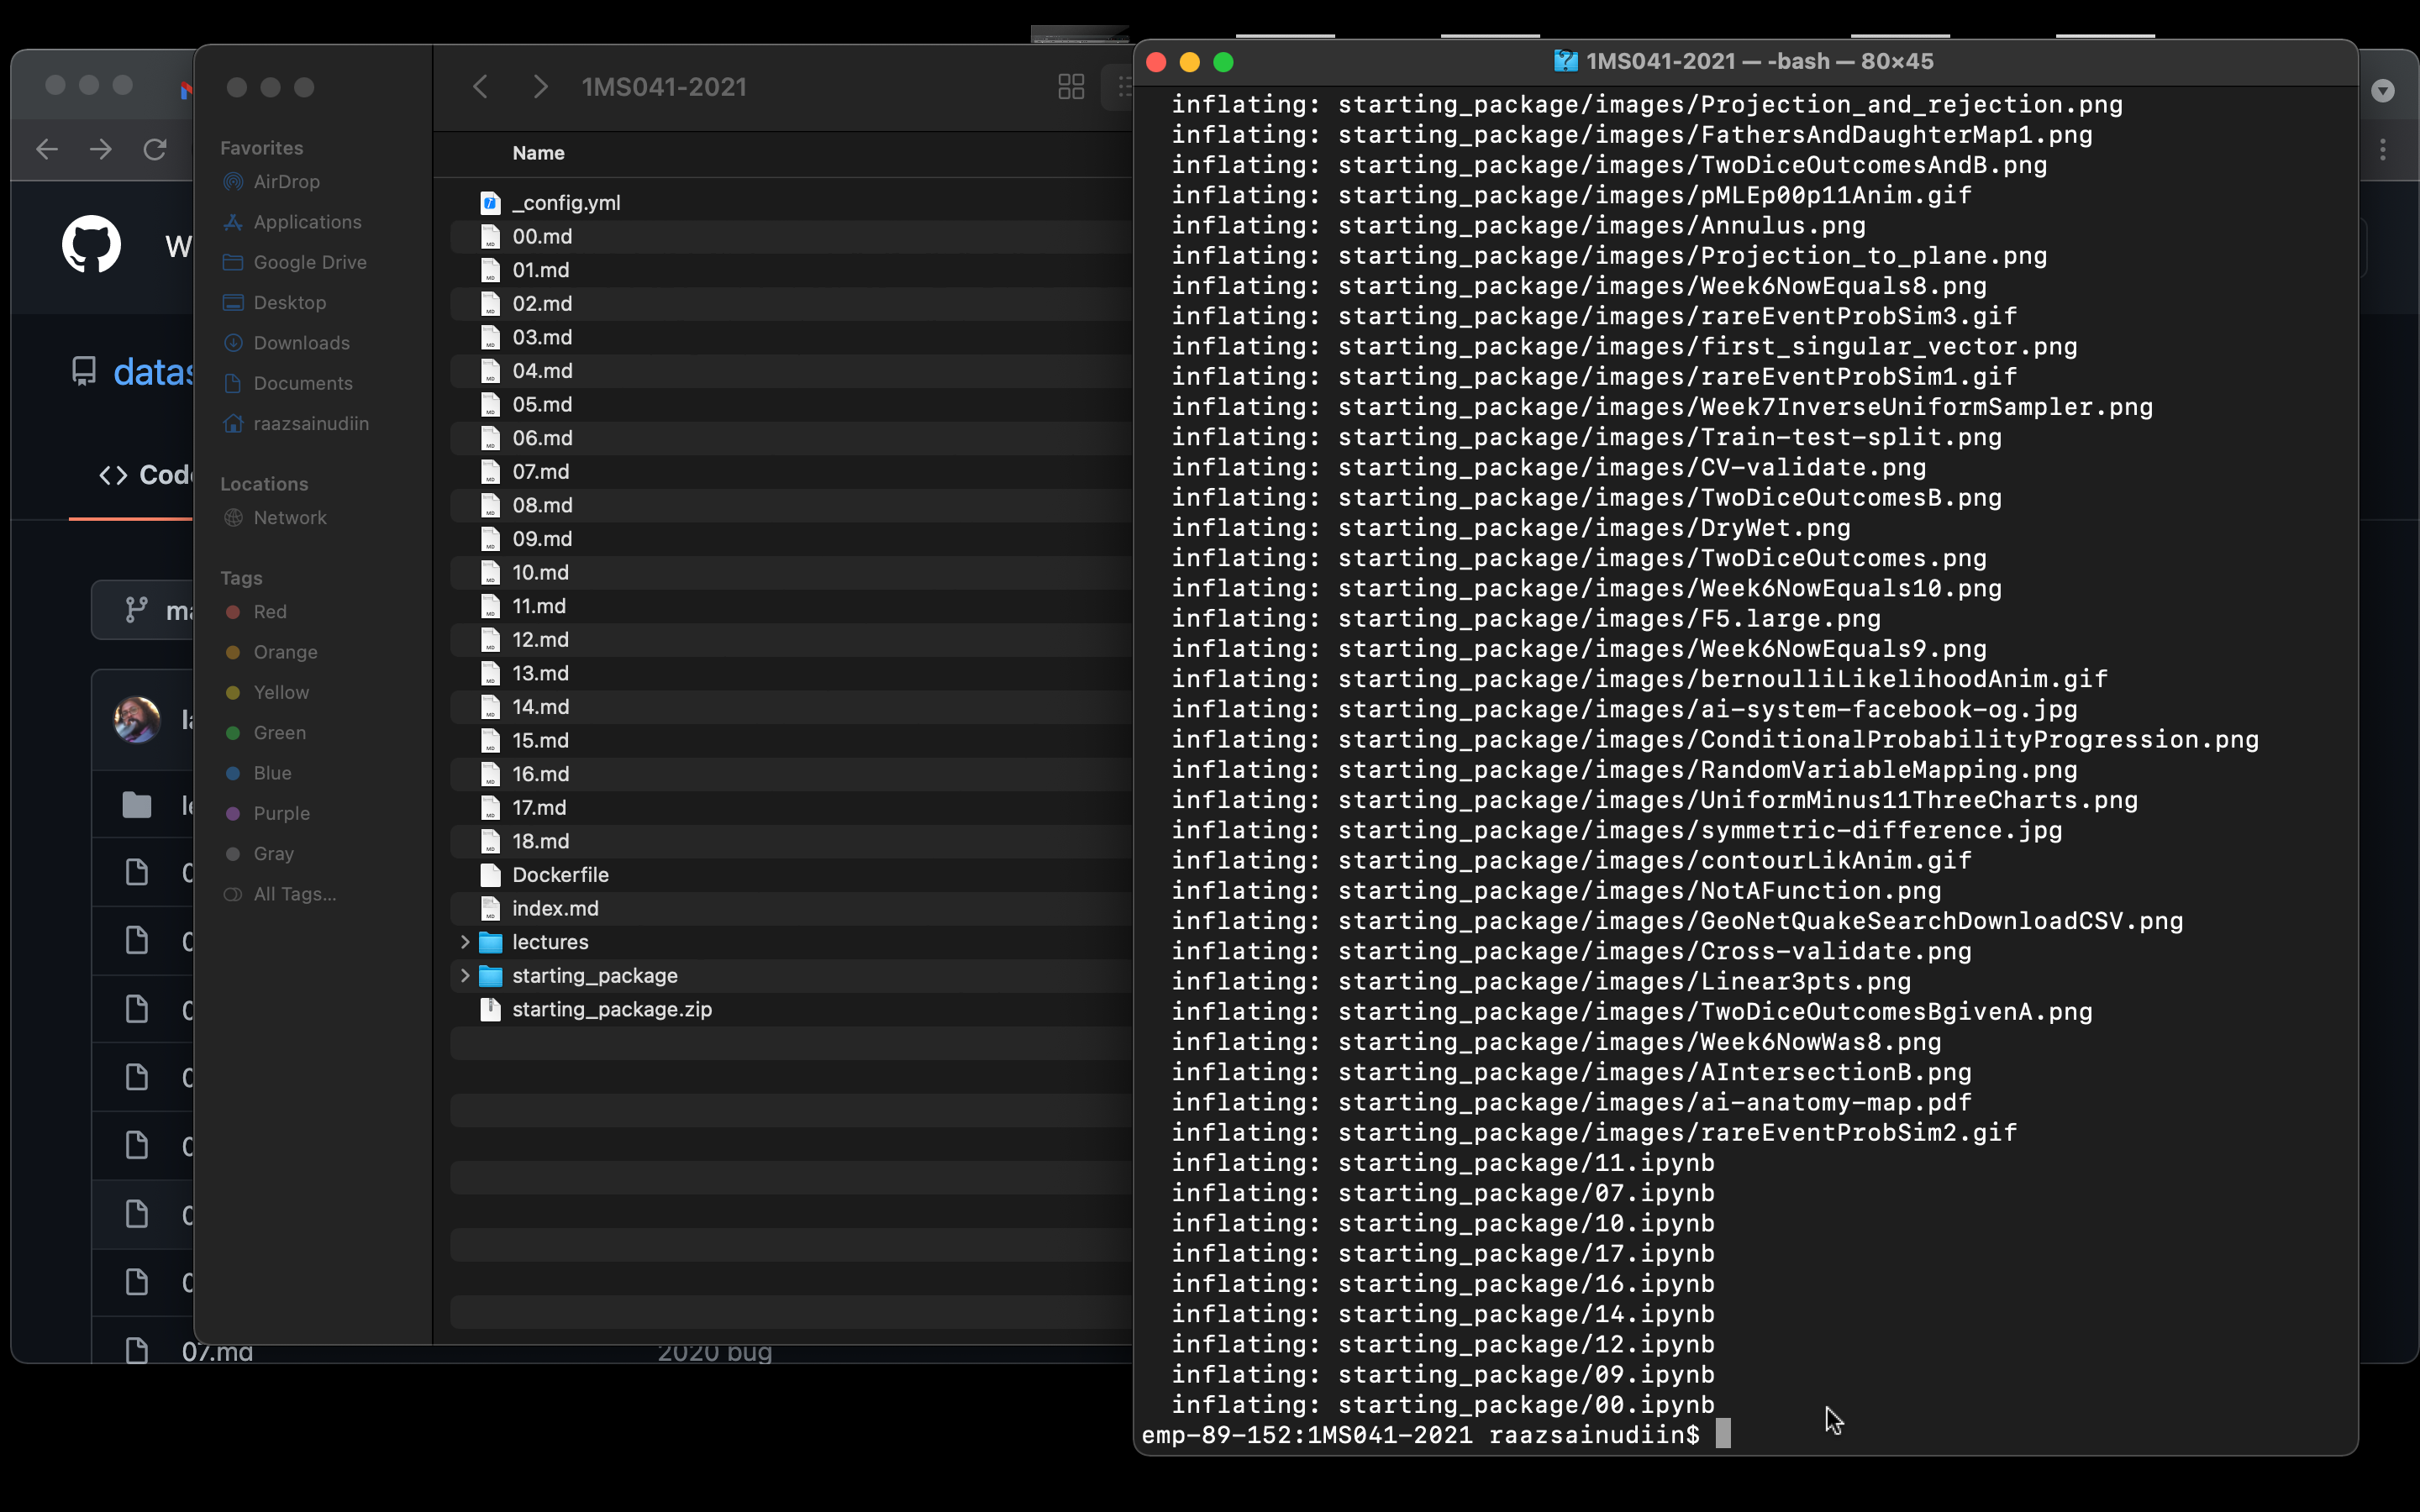 1MS041-2021
Favorites
AirDrop
Applications
Google Drive
Desktop
Downloads
Documents
raazsainudiin
Locations
Network
Tags
Red
Orange
Yellow
Green
Blue
Purple
Gray
All Tags...
Name
_config.yml
00.md
01.md
02.md
03.md
04.md
05.md
06.md
07.md
08.md
09.md
10.md
11.md
12.md
13.md
14.md
15.md
16.md
17.md
18.md
Dockerfile
index.md
lectures
starting_package
starting_package.zip
07.md
2020 bug
1MS041-2021 — -bash — 80×45
inflating: starting_package/images/Projection_and_rejection.png
inflating: starting_package/images/FathersAndDaughterMap1.png
inflating: starting_package/images/TwoDiceOutcomesAndB.png
inflating: starting_package/images/pMLEp00p11Anim.gif
inflating: starting_package/images/Annulus.png
inflating: starting_package/images/Projection_to_plane.png
inflating: starting_package/images/Week6NowEquals8.png
inflating: starting_package/images/rareEventProbSim3.gif
inflating: starting_package/images/first_singular_vector.png
inflating: starting_package/images/rareEventProbSim1.gif
inflating: starting_package/images/Week7InverseUniformSampler.png
inflating: starting_package/images/Train-test-split.png
inflating: starting_package/images/CV-validate.png
inflating: starting_package/images/TwoDiceOutcomesB.png
inflating: starting_package/images/DryWet.png
inflating: starting_package/images/TwoDiceOutcomes.png
inflating: starting_package/images/Week6NowEquals10.png
inflating: starting_package/images/F5.large.png
inflating: starting_package/images/Week6NowEquals9.png
inflating: starting_package/images/bernoulliLikelihoodAnim.gif
inflating: starting_package/images/ai-system-facebook-og.jpg
inflating: starting_package/images/ConditionalProbabilityProgression.png
inflating: starting_package/images/RandomVariableMapping.png
inflating: starting_package/images/UniformMinus11ThreeCharts.png
inflating: starting_package/images/symmetric-difference.jpg
inflating: starting_package/images/contourLikAnim.gif
inflating: starting_package/images/NotAFunction.png
inflating: starting_package/images/GeoNetQuakeSearchDownloadCSV.png
inflating: starting_package/images/Cross-validate.png
inflating: starting_package/images/Linear3pts.png
inflating: starting_package/images/TwoDiceOutcomesBgivenA.png
inflating: starting_package/images/Week6NowWas8.png
inflating: starting_package/images/AIntersectionB.png
inflating: starting_package/images/ai-anatomy-map.pdf
inflating: starting_package/images/rareEventProbSim2.gif
inflating: starting_package/11.ipynb
inflating: starting_package/07.ipynb
inflating: starting_package/10.ipynb
inflating: starting_package/17.ipynb
inflating: starting_package/16.ipynb
inflating: starting_package/14.ipynb
inflating: starting_package/12.ipynb
inflating: starting_package/09.ipynb
inflating: starting_package/00.ipynb
emp-89-152:1MS041-2021 raazsainudiin$